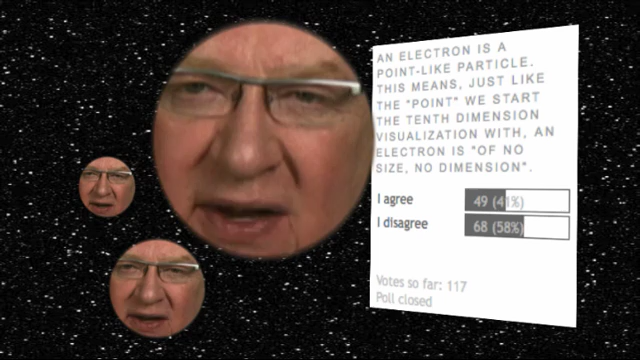 AN ELECTRON IS A
POINT-LIKE PARTICLE.
THIS MEANS, JUST LIKE
THE "POINT" WE START
THE TENTH DIMENSION
VISUALIZATION WITH, AN
ELECTRON IS "OF NO
SIZE, NO DIMENSION".
I agree 49 (41%)
I disagree 68 (58%)
Votes so far: 117
Poll closed